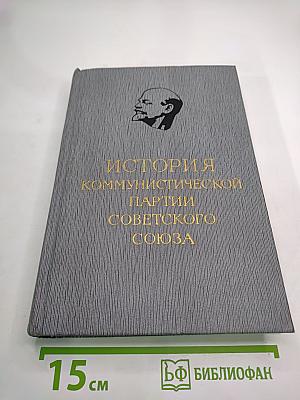 ИСТОРИЯ
КОММУНИСТИЧЕСКОЙ
ПАРТИИ
СОВЕТСКОГО
СОЮЗА
15 см
БФ БИБЛИОФАН